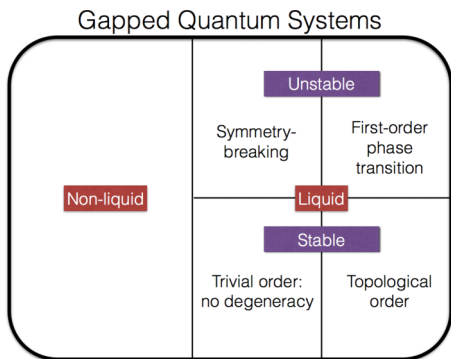 Gapped Quantum Systems
Unstable
Symmetry-
breaking
First-order
phase
transition
Non-liquid
Liquid
Stable
Trivial order:
no degeneracy
Topological
order